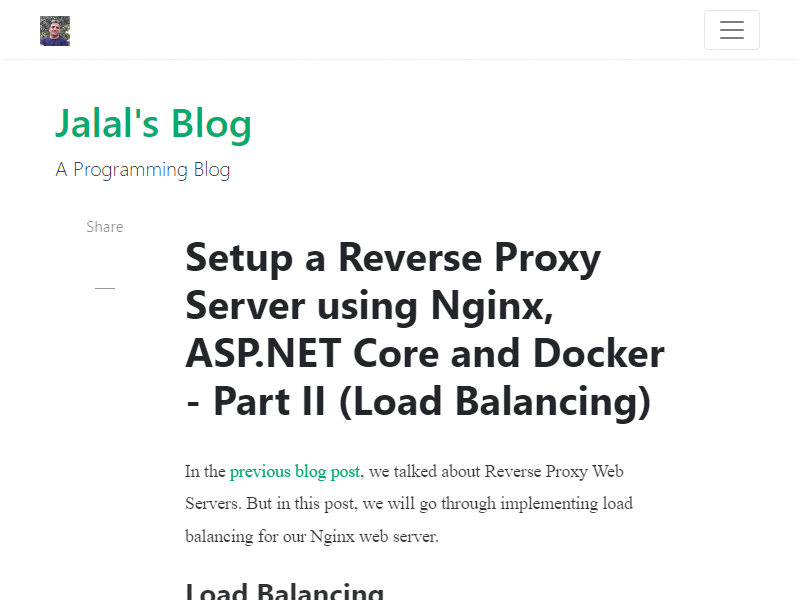 Jalal's Blog
A Programming Blog
Share
Setup a Reverse Proxy
Server using Nginx,
ASP.NET Core and Docker
- Part II (Load Balancing)
In the previous blog post, we talked about Reverse Proxy Web
Servers. But in this post, we will go through implementing load
balancing for our Nginx web server.
Load Balancing